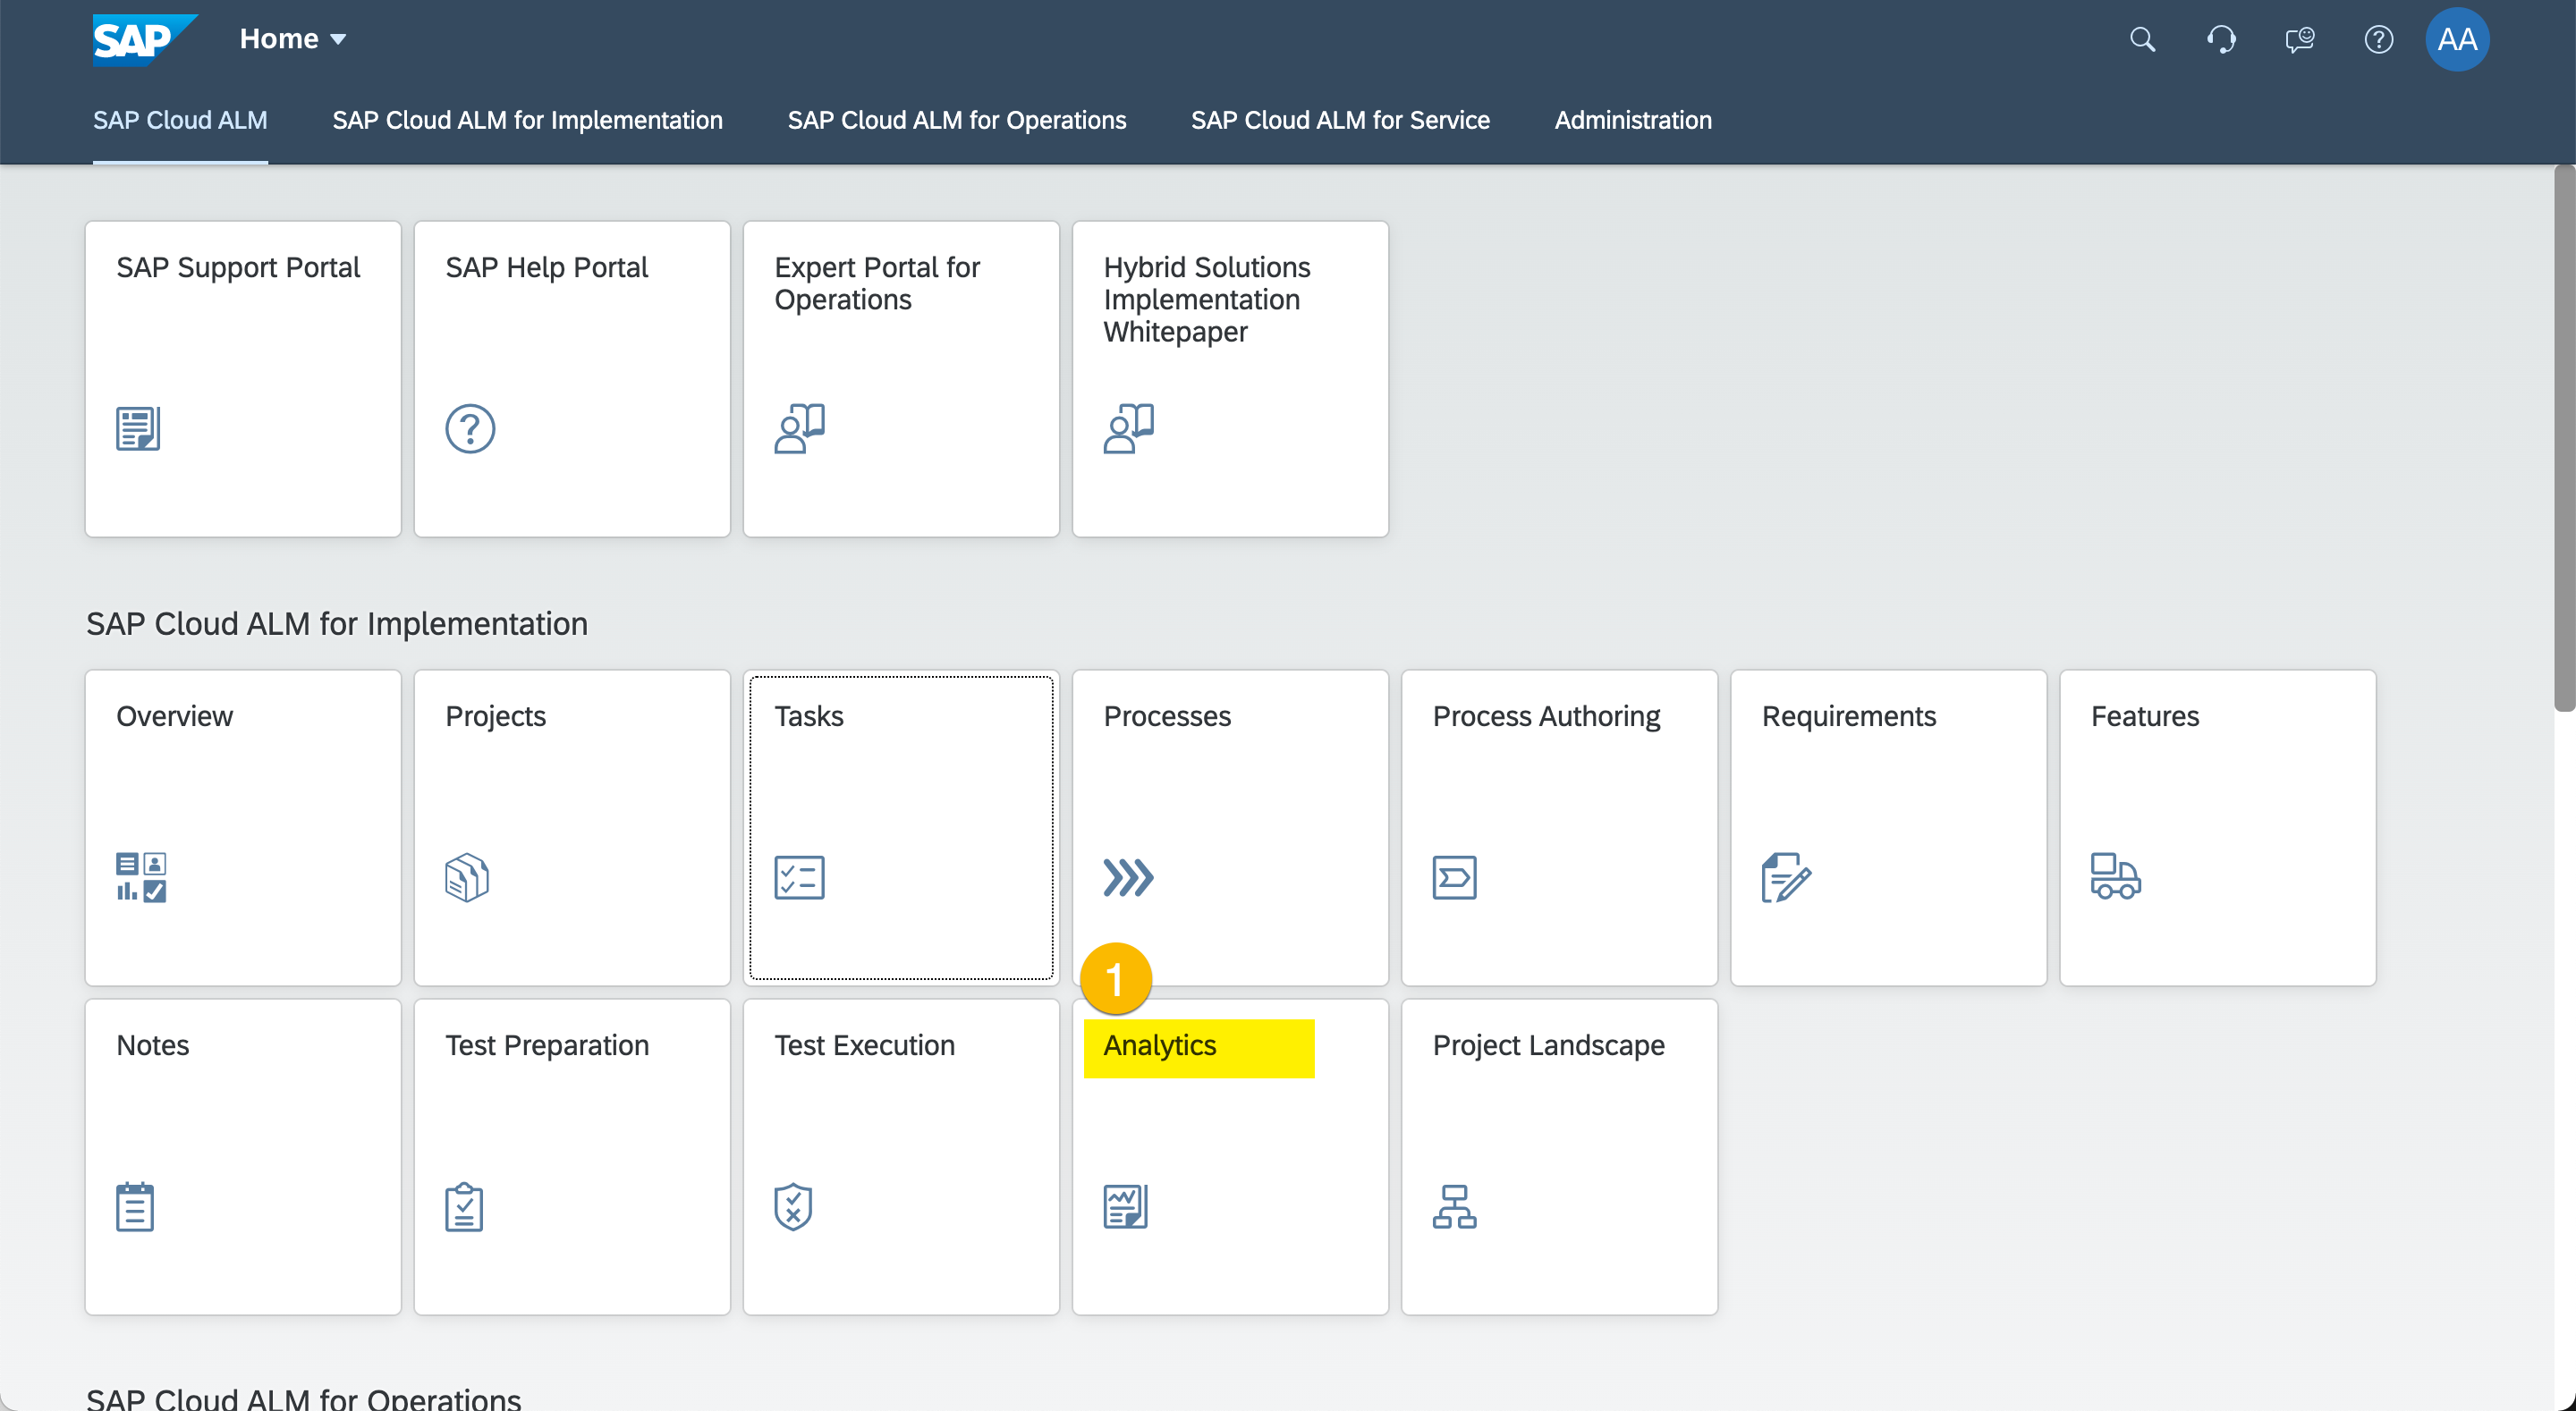 SAP Home
AA
SAP Cloud ALM SAP Cloud ALM for Implementation SAP Cloud ALM for Operations SAP Cloud ALM for Service Administration
SAP Support Portal
SAP Help Portal
Expert Portal for
Operations
Hybrid Solutions
Implementation
Whitepaper
SAP Cloud ALM for Implementation
Overview
Projects
Tasks
Processes
Process Authoring
Requirements
Features
1
Notes
Test Preparation
Test Execution
Analytics
Project Landscape
SAP Cloud ALM for Operations